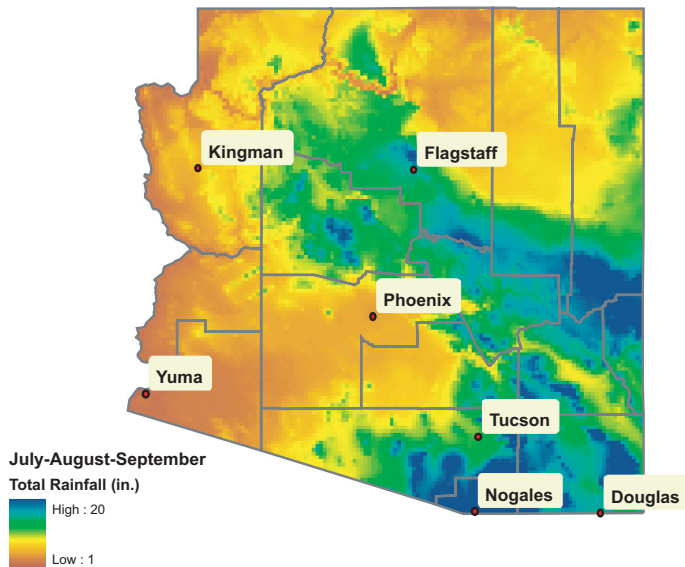 Kingman
Flagstaff
Phoenix
Yuma
Tucson
Nogales
Douglas
July-August-September
Total Rainfall (in.)
High : 20
Low : 1